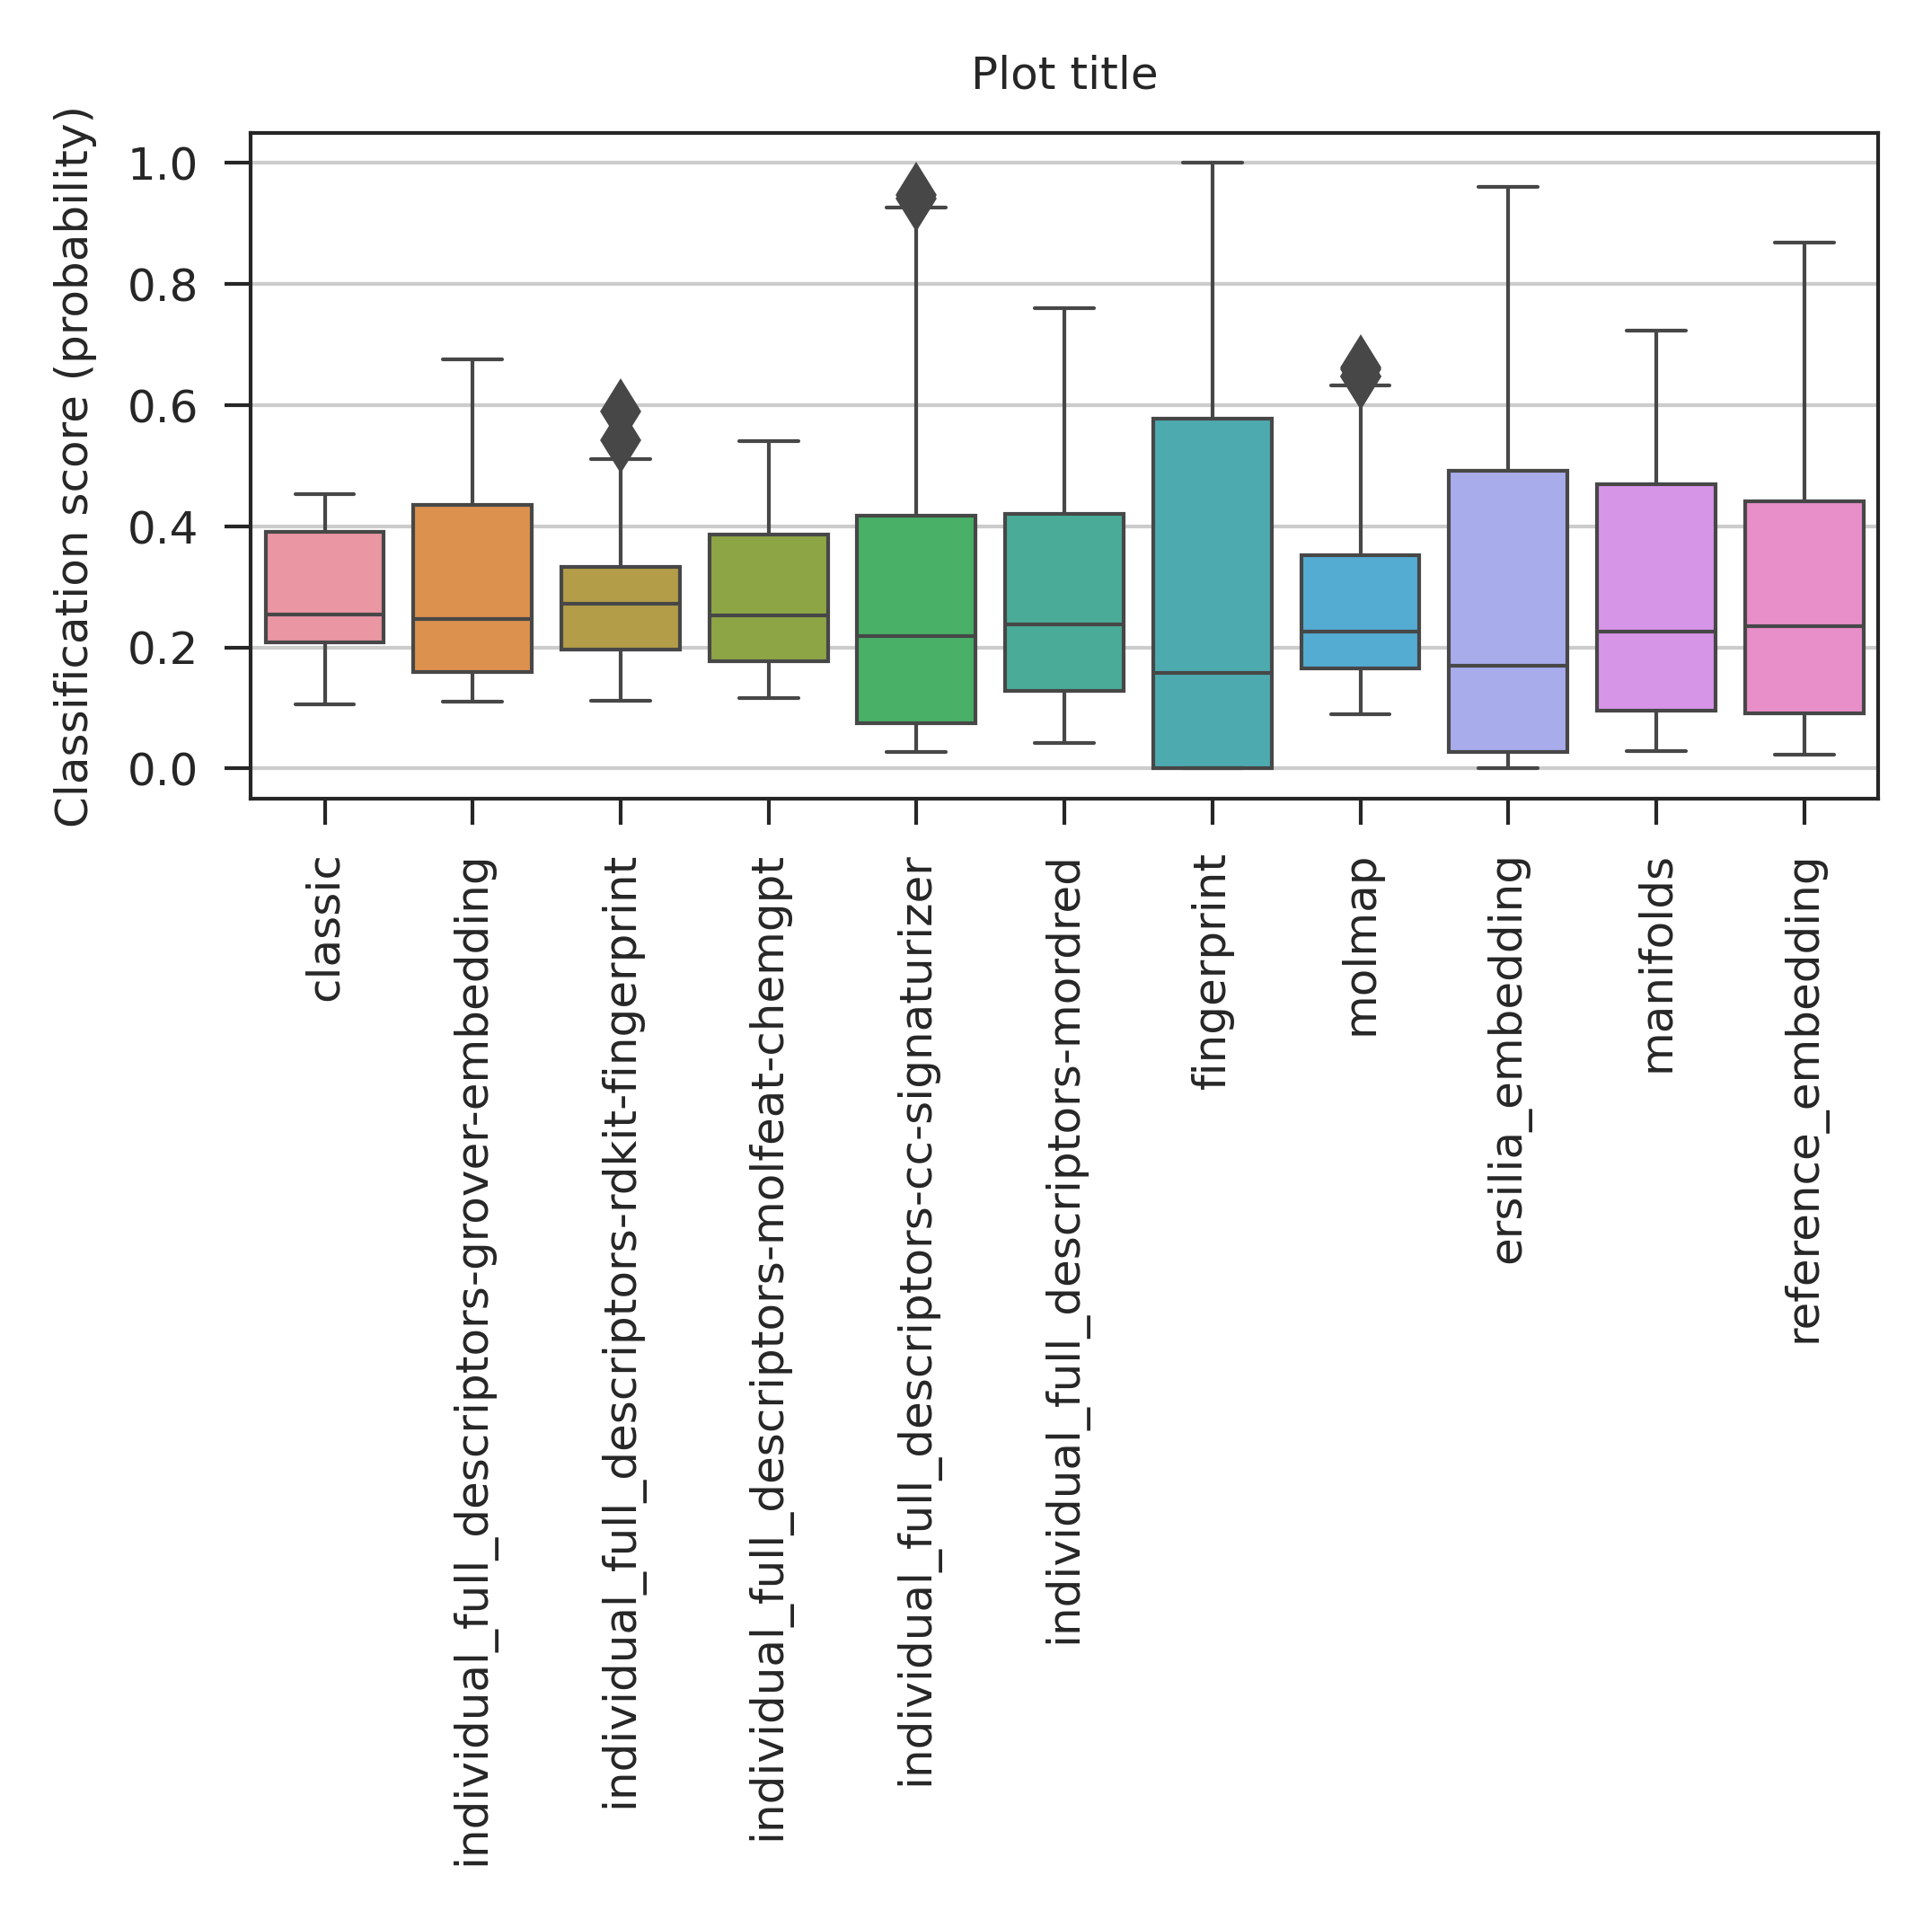 Plot title
Classification score (probability)
1.0
0.8
0.6
0.4
0.2
0.0
classic
individual_full_descriptors-grover-embedding
individual_full_descriptors-rdkit-fingerprint
individual_full_descriptors-molfeat-chemgpt
individual_full_descriptors-cc-signaturizer
individual_full_descriptors-mordred
fingerprint
molmap
ersilia_embedding
manifolds
reference_embedding